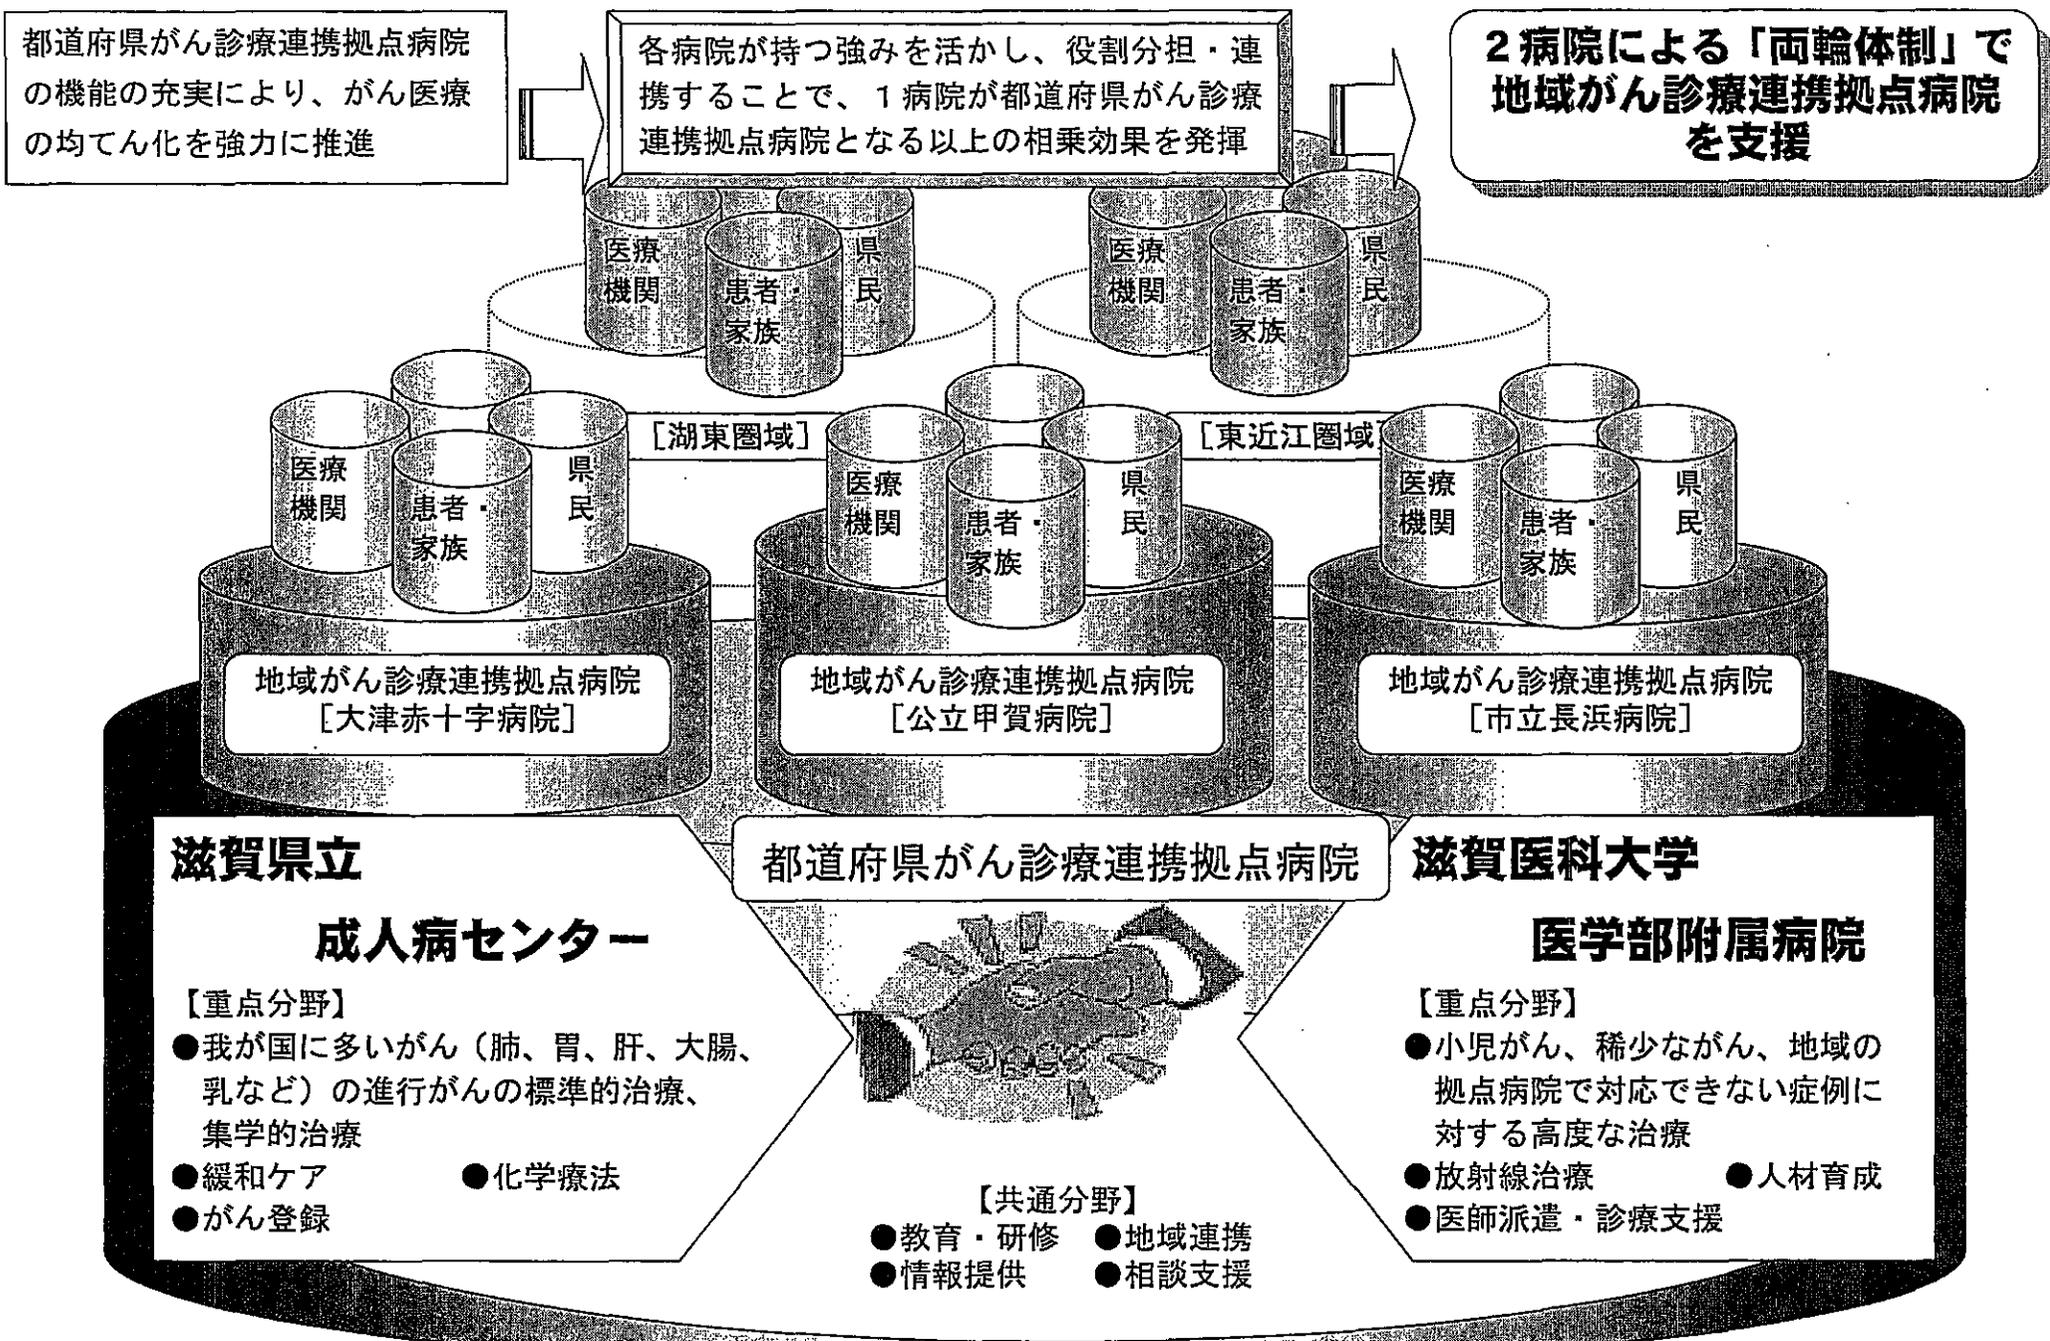 都道府県がん診療連携拠点病院
の機能の充実により、がん医療
の均てん化を強力に推進
各病院が持つ強みを活かし、役割分担・連
携することで、1病院が都道府県がん診療
連携拠点病院となる以上の相乗効果を発揮
2病院による「両輪体制」で
地域がん診療連携拠点病院
を支援
医療
機関
患者・
家族
県
民
医療
機関
患者・
家族
県
民
[湖東圏域]
[東近江圏域]
医療
機関
患者・
家族
県
民
医療
機関
患者・
家族
県
民
医療
機関
患者・
家族
県
民
地域がん診療連携拠点病院
[大津赤十字病院]
地域がん診療連携拠点病院
[公立甲賀病院]
地域がん診療連携拠点病院
[市立長浜病院]
都道府県がん診療連携拠点病院
滋賀県立
成人病センター
【重点分野】
●我が国に多いがん（肺、胃、肝、大腸、
乳など）の進行がんの標準的治療、
集学的治療
●緩和ケア ●化学療法
●がん登録
【共通分野】
●教育・研修 ●地域連携
●情報提供 ●相談支援
滋賀医科大学
医学部附属病院
【重点分野】
●小児がん、稀少ながん、地域の
拠点病院で対応できない症例に
対する高度な治療
●放射線治療 ●人材育成
●医師派遣・診療支援